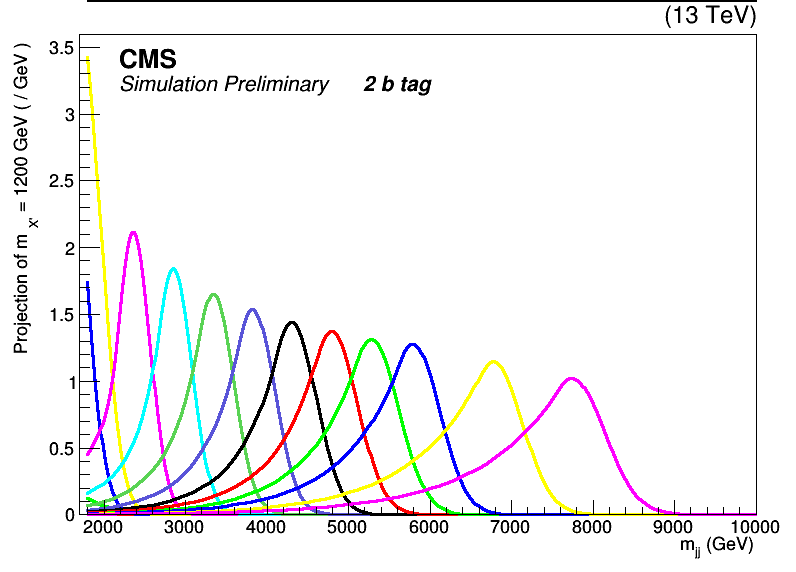 (13 TeV)
CMS
Simulation Preliminary 2 b tag
Projection of m_X' = 1200 GeV ( / GeV )
3.5
3
2.5
2
1.5
1
0.5
0
2000 3000 4000 5000 6000 7000 8000 9000 10000
m_jj (GeV)